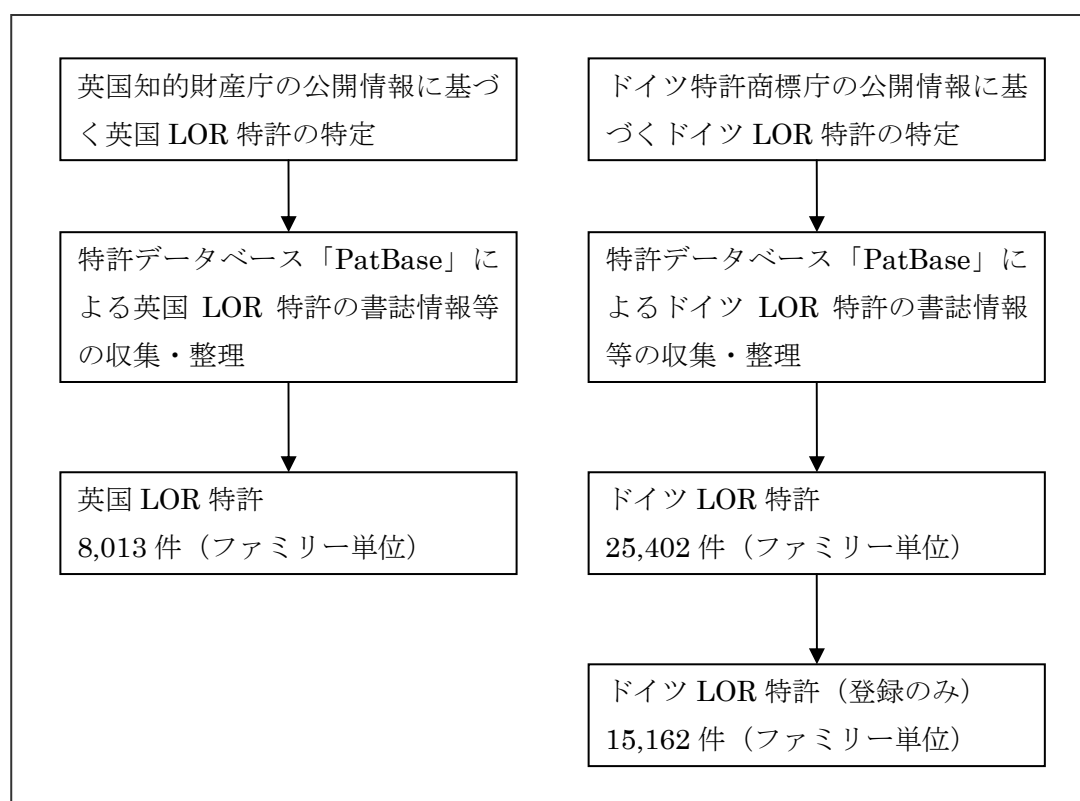 英国知的財産庁の公開情報に基づ
く英国 LOR 特許の特定
特許データベース「PatBase」に
よる英国 LOR 特許の書誌情報等
の収集・整理
英国 LOR 特許
8,013 件（ファミリー単位）
ドイツ特許商標庁の公開情報に基
づくドイツ LOR 特許の特定
特許データベース「PatBase」に
よるドイツ LOR 特許の書誌情報
等の収集・整理
ドイツ LOR 特許
25,402 件（ファミリー単位）
ドイツ LOR 特許（登録のみ）
15,162 件（ファミリー単位）